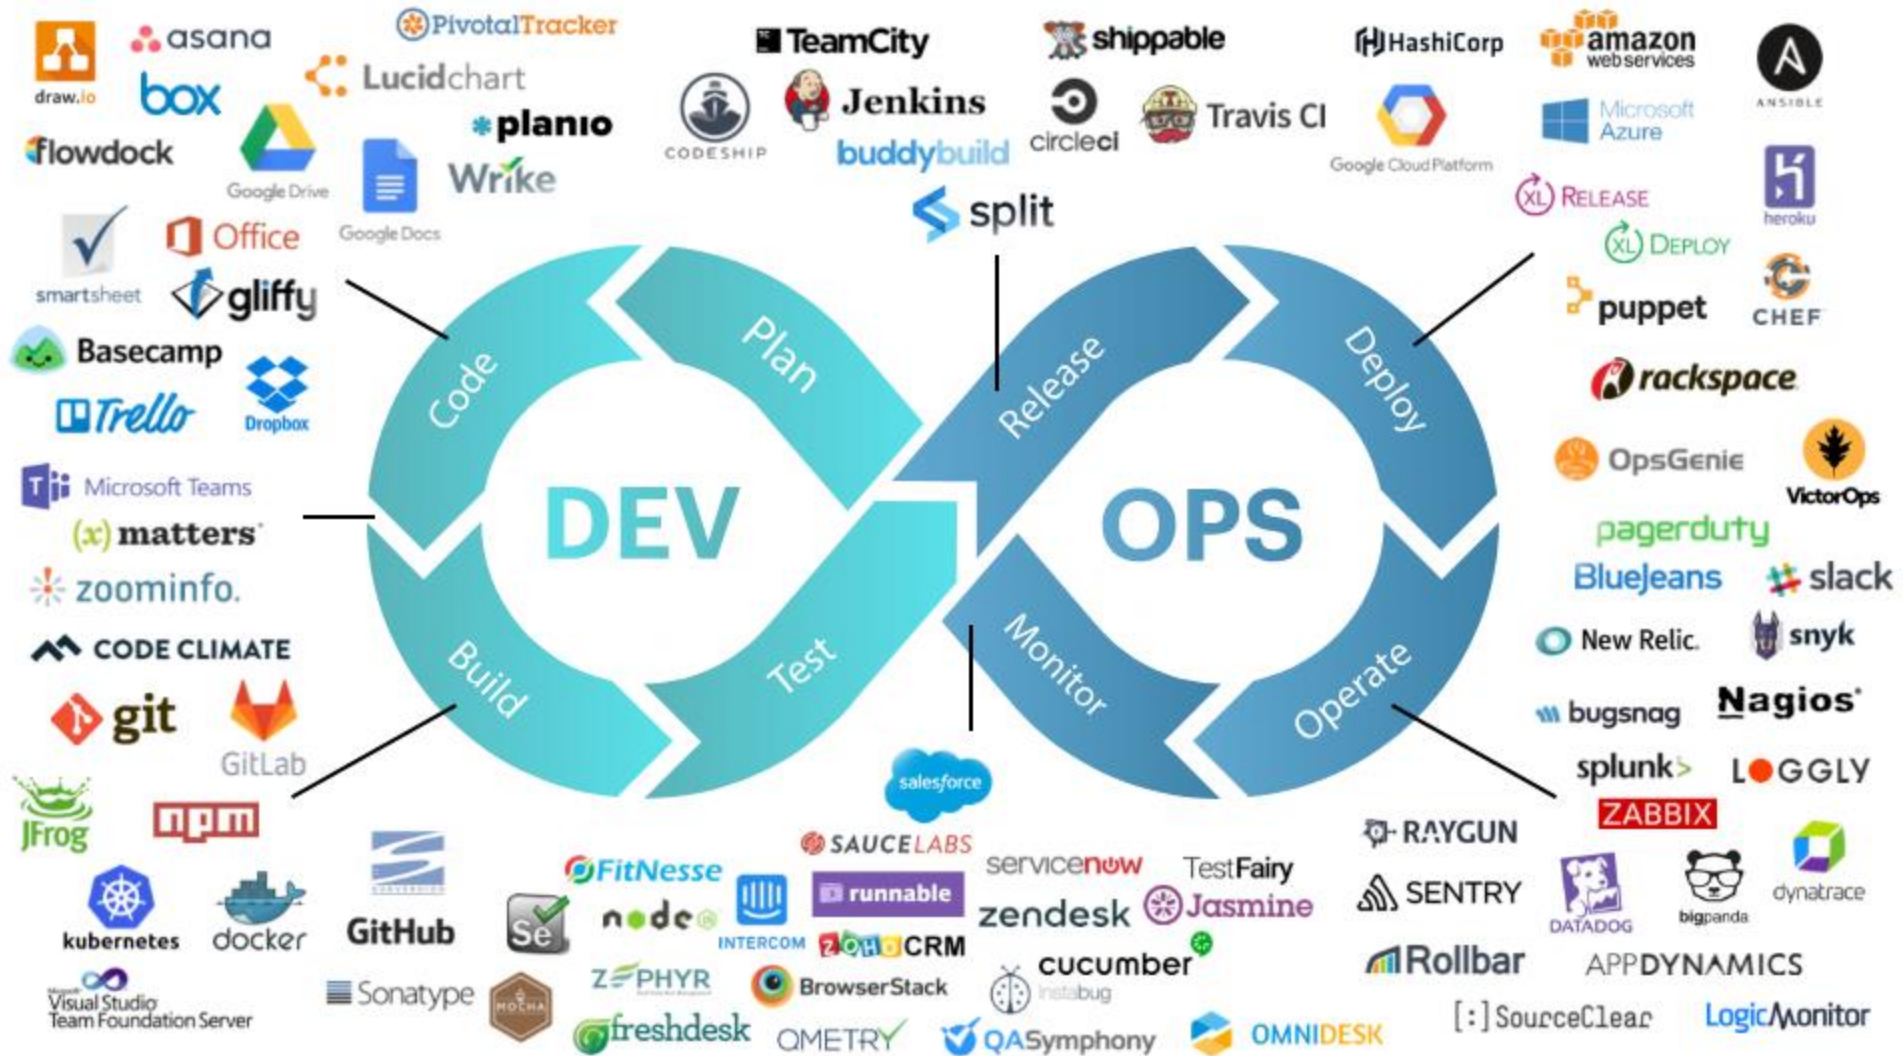 draw.io
asana
PivotalTracker
box
Lucidchart
flowdock
Google Drive
planio
Google Docs
Wrike
smartsheet
Office
gliffy
Basecamp
Trello
Dropbox
TeamCity
shippable
CODESHIP
Jenkins
circleci
Travis CI
buddybuild
split
HashiCorp
amazon
webservices
ANSIBLE
Google Cloud Platform
Microsoft
Azure
heroku
XL RELEASE
XL DEPLOY
puppet
CHEF
rackspace
Code
Plan
Release
Deploy
DEV
OPS
Build
Test
Monitor
Operate
T Microsoft Teams
(x) matters
zoominfo.
CODE CLIMATE
git
GitLab
JFrog
npm
kubernetes
docker
SUBVERSION
GitHub
Microsoft
Visual Studio
Team Foundation Server
Sonatype
OpsGenie
VictorOps
pagerduty
BlueJeans
slack
New Relic.
snyk
bugsnag
Nagios
splunk>
LOGGLY
ZABBIX
salesforce
SAUCELABS
FitNesse
servicenow
TestFairy
Se
node
JS
INTERCOM
runnable
zendesk
Jasmine
ZOHO CRM
MOCHA
ZEPHYR
BrowserStack
cucumber
Instabug
freshdesk
QMETRY
QASymphony
OMNIDESK
RAYGUN
SENTRY
DATADOG
bigpanda
dynatrace
Rollbar
APPDYNAMICS
[:] SourceClear
LogicMonitor